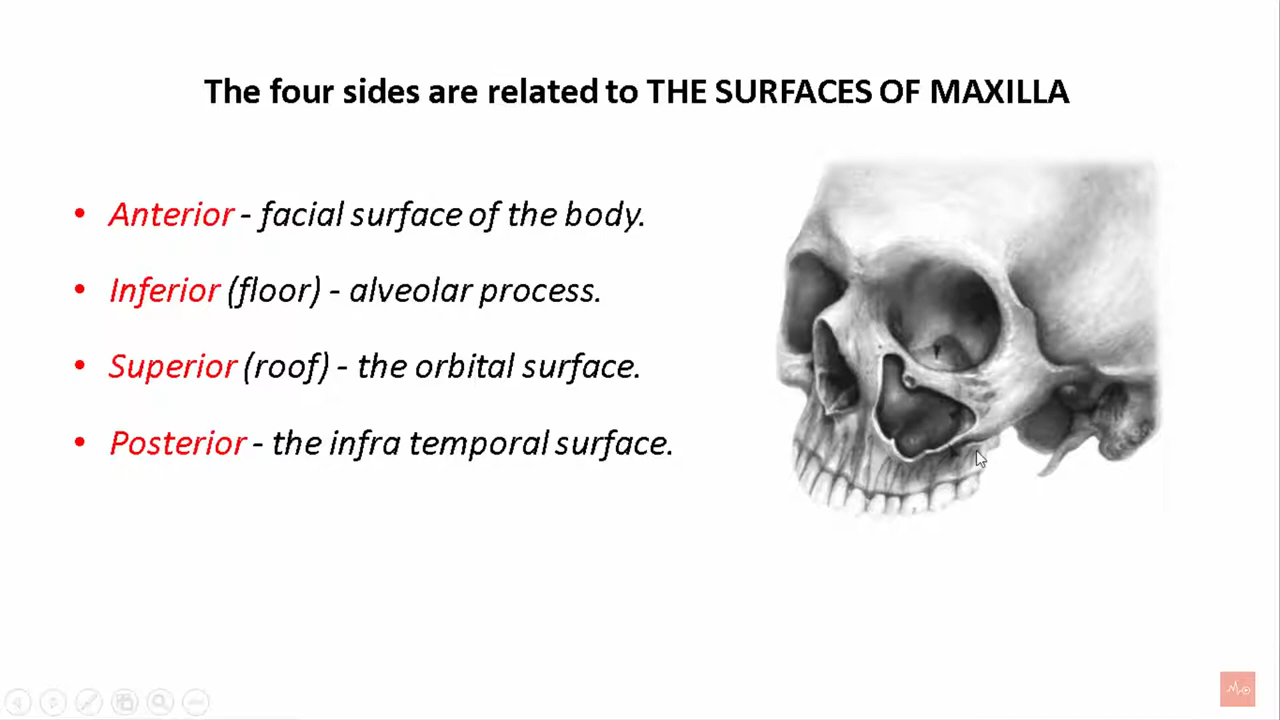 The four sides are related to THE SURFACES OF MAXILLA
• Anterior - facial surface of the body.
• Inferior (floor) - alveolar process.
• Superior (roof) - the orbital surface.
• Posterior - the infra temporal surface.